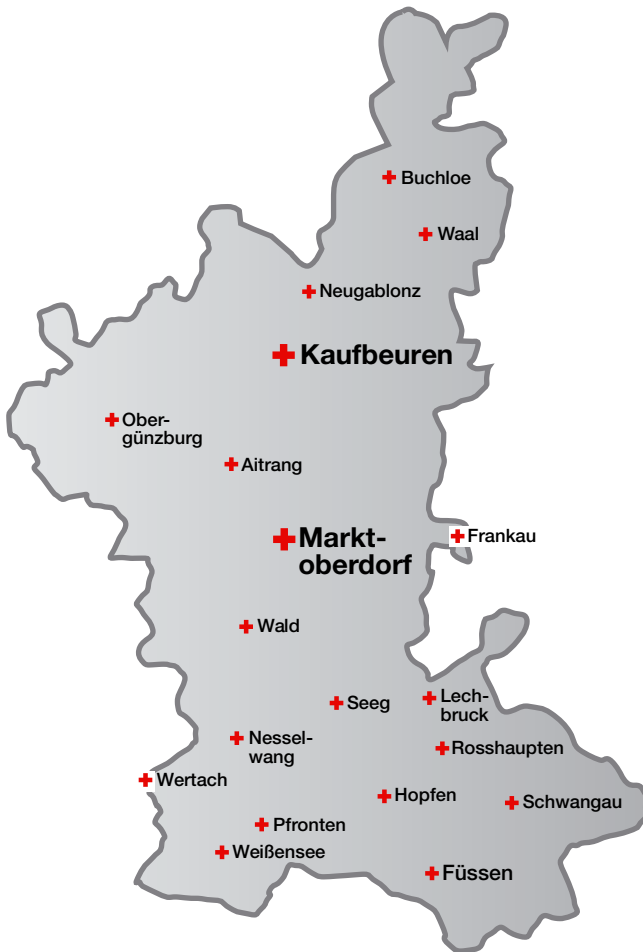 Buchloe
Waal
Neugablonz
Kaufbeuren
Ober-
günzburg
Aitrang
Markt-
oberdorf
Frankau
Wald
Seeg
Lech-
bruck
Nessel-
wang
Rosshaupten
Wertach
Hopfen
Schwangau
Pfronten
Weißensee
Füssen